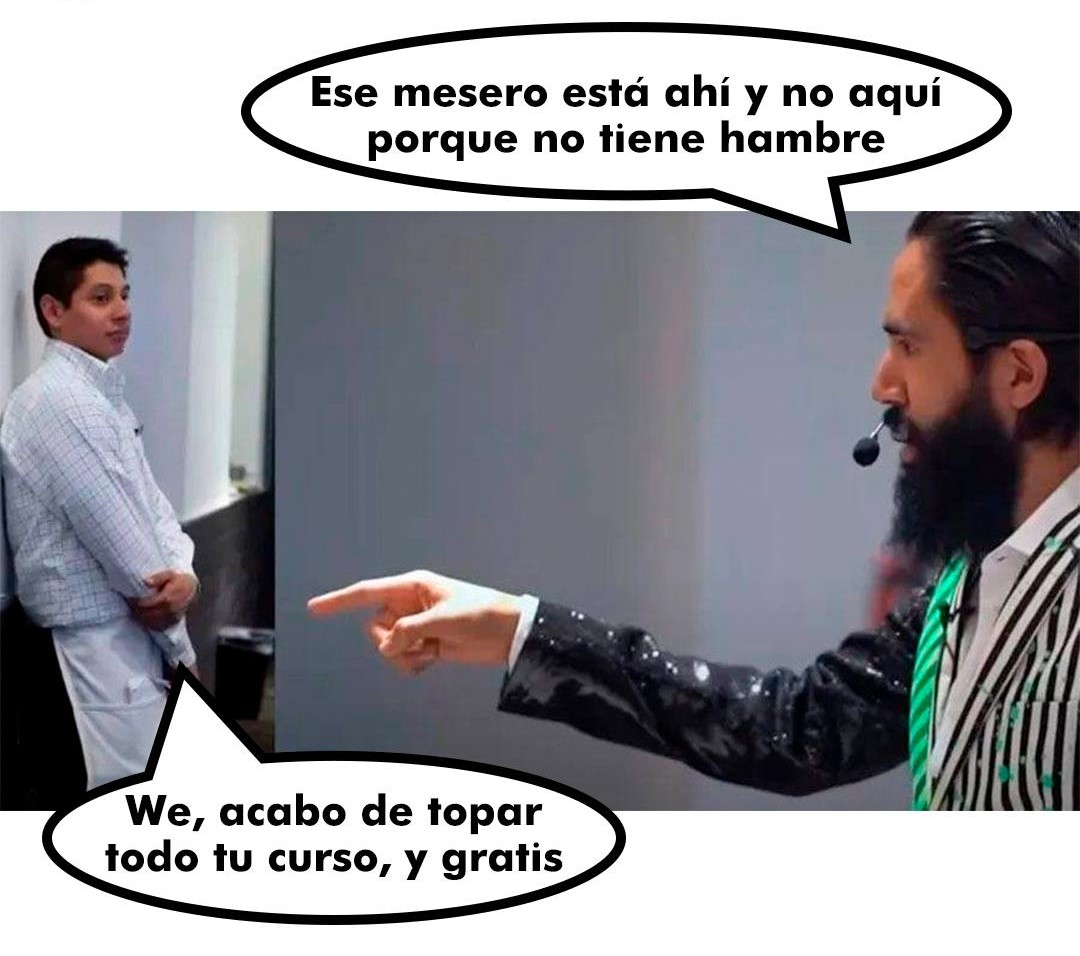 Ese mesero está ahí y no aquí
porque no tiene hambre
We, acabo de topar
todo tu curso, y gratis